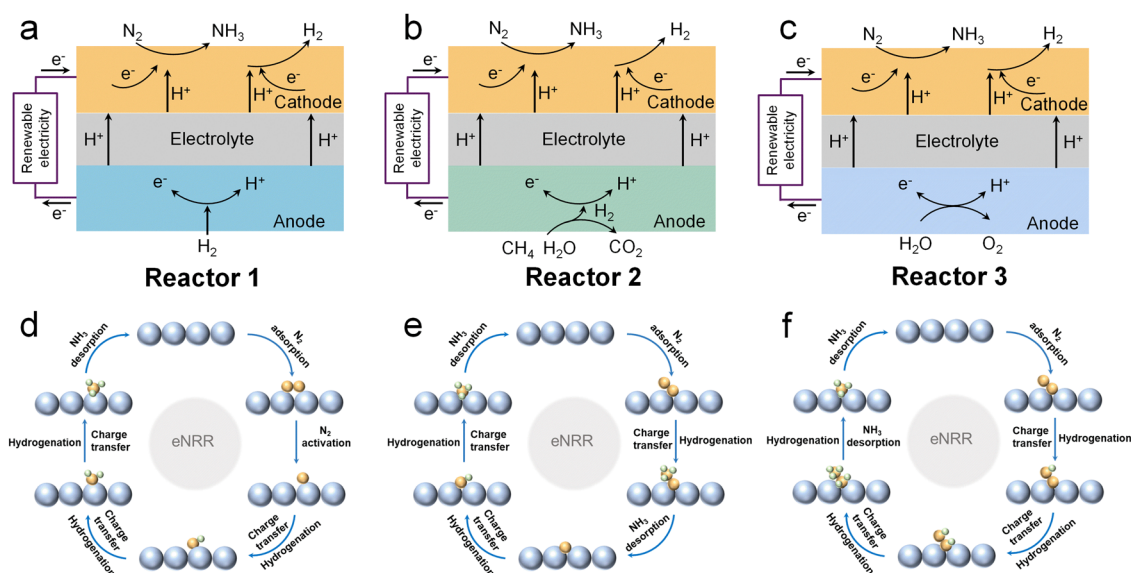 a
N₂
NH₃
H₂
e⁻
e⁻
e⁻
H⁺
H⁺
Cathode
Renewable
electricity
H⁺
Electrolyte
H⁺
e⁻
H⁺
e⁻
Anode
H₂
Reactor 1
b
N₂
NH₃
H₂
e⁻
e⁻
e⁻
H⁺
H⁺
Cathode
Renewable
electricity
H⁺
Electrolyte
H⁺
e⁻
H⁺
e⁻
H₂
Anode
CH₄ H₂O
CO₂
Reactor 2
c
N₂
NH₃
H₂
e⁻
e⁻
e⁻
H⁺
H⁺
Cathode
Renewable
electricity
H⁺
Electrolyte
H⁺
e⁻
H⁺
e⁻
Anode
H₂O
O₂
Reactor 3
d
NH₃
desorption
N₂
adsorption
N₂
activation
Hydrogenation
Charge
transfer
eNRR
Charge
transfer
Hydrogenation
Charge
transfer
Hydrogenation
e
NH₃
desorption
N₂
adsorption
Charge
transfer
Hydrogenation
Hydrogenation
Charge
transfer
eNRR
NH₃
desorption
Charge
transfer
Hydrogenation
f
NH₃
desorption
N₂
adsorption
Charge
transfer
Hydrogenation
Hydrogenation
NH₃
desorption
eNRR
Charge
transfer
Hydrogenation
Charge
transfer
Hydrogenation